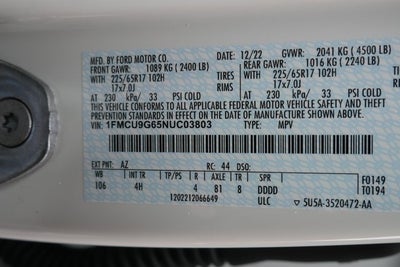 MFD. BY FORD MOTOR CO. 12/22 GVWR: 2041 KG ( 4500 LB)
FRONT GAWR: 1089 KG ( 2400 LB) REAR GAWR: 1016 KG ( 2240 LB)
WITH 225/65R17 102H TIRES WITH 225/65R17 102H TIRES
17x7.0J RIMS 17x7.0J RIMS
AT 230 kPa/ 33 PSI COLD AT 230 kPa/ 33 PSI COLD
THIS VEHICLE CONFORMS TO ALL APPLICABLE FEDERAL MOTOR VEHICLE SAFETY, BUMPER AND THEFT
PREVENTION STANDARDS IN EFFECT ON THE DATE OF MANUFACTURE SHOWN ABOVE.
VIN: 1FMCU9G65NUC03803 TYPE: MPV
EXT PNT: AZ RC: 44 DSO: F0149
WB INT TR TP/PS R AXLE TR SPR T0194
106 4H 4 81 8 DDDD
1202212066649 ULC 5U5A-3520472-AA